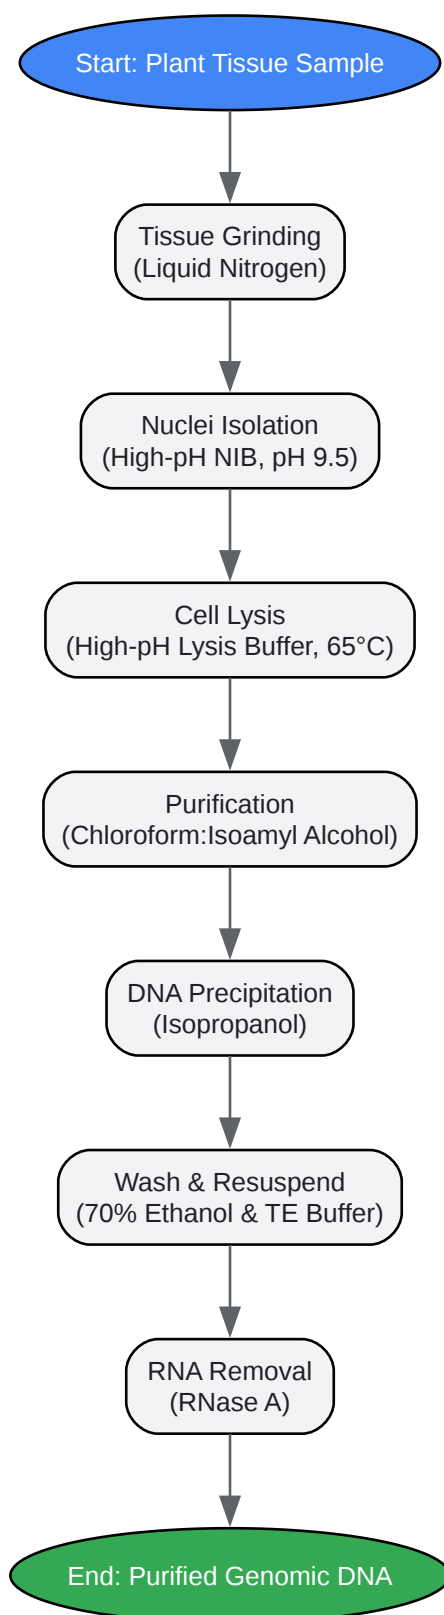 Start: Plant Tissue Sample
Tissue Grinding
(Liquid Nitrogen)
Nuclei Isolation
(High-pH NIB, pH 9.5)
Cell Lysis
(High-pH Lysis Buffer, 65°C)
Purification
(Chloroform:Isoamyl Alcohol)
DNA Precipitation
(Isopropanol)
Wash & Resuspend
(70% Ethanol & TE Buffer)
RNA Removal
(RNase A)
End: Purified Genomic DNA